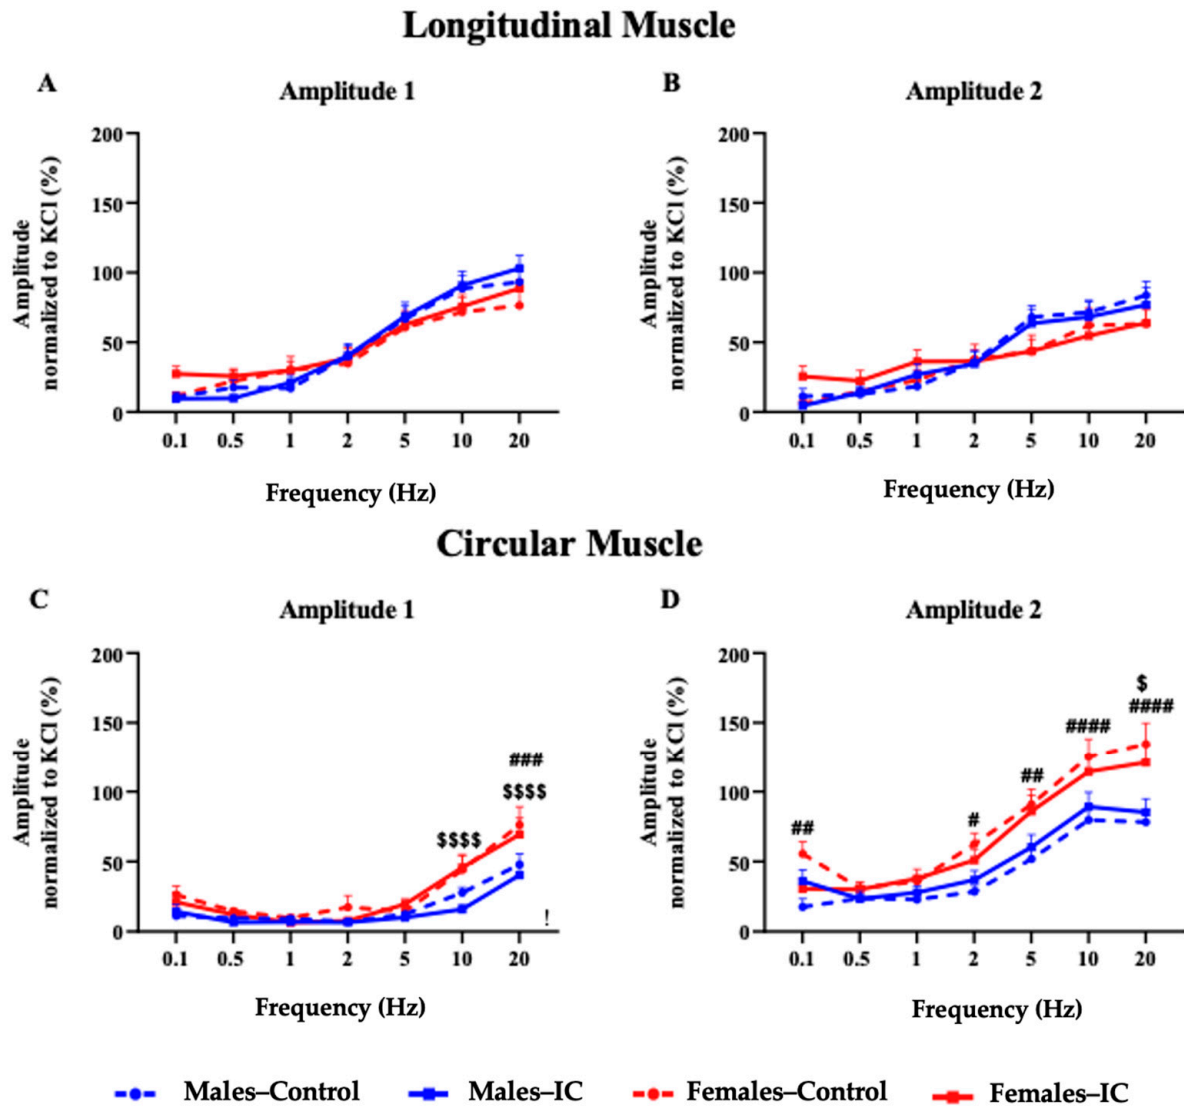 Longitudinal Muscle
A
Amplitude 1
Amplitude
normalized to KCl (%)
200
150
100
50
0
0.1 0.5 1 2 5 10 20
Frequency (Hz)
B
Amplitude 2
Amplitude
normalized to KCl (%)
200
150
100
50
0
0,1 0,5 1 2 5 10 20
Frequency (Hz)
Circular Muscle
C
Amplitude 1
Amplitude
normalized to KCl (%)
200
150
100
50
0
###
$$$$
$$$$
!
0.1 0.5 1 2 5 10 20
Frequency (Hz)
D
Amplitude 2
Amplitude
normalized to KCl (%)
200
150
100
50
0
$
####
####
##
#
##
0.1 0.5 1 2 5 10 20
Frequency (Hz)
Males–Control Males–IC Females–Control Females–IC